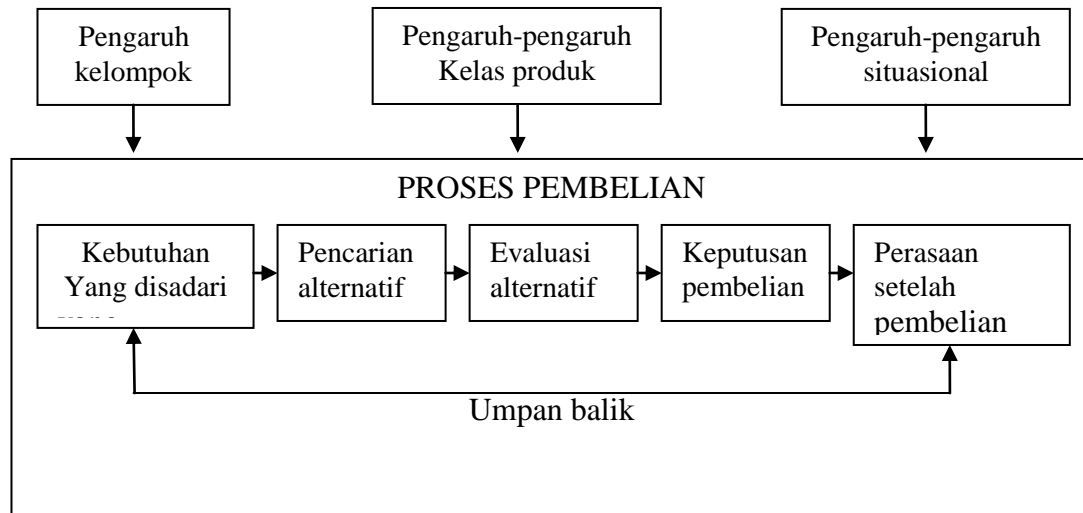 Pengaruh
kelompok
Pengaruh-pengaruh
Kelas produk
Pengaruh-pengaruh
situasional
PROSES PEMBELIAN
Kebutuhan
Yang disadari
Pencarian
alternatif
Evaluasi
alternatif
Keputusan
pembelian
Perasaan
setelah
pembelian
Umpan balik